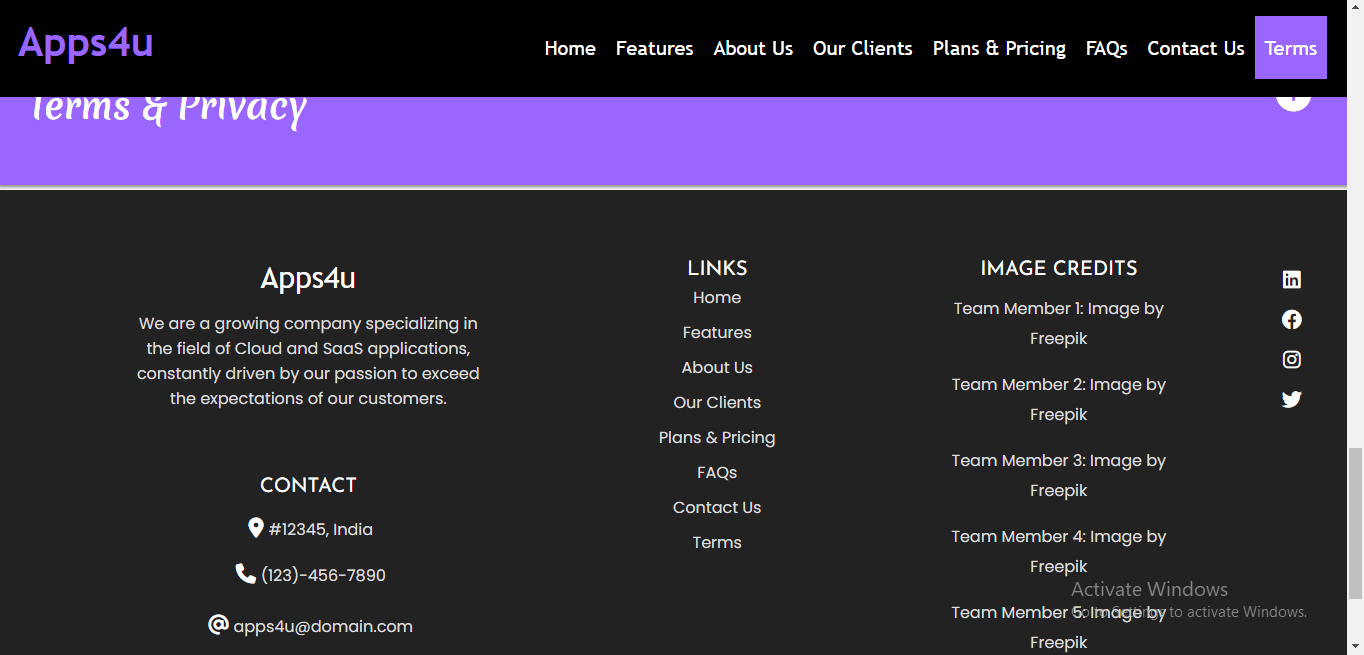 Apps4u
Home Features About Us Our Clients Plans & Pricing FAQs Contact Us Terms
Terms & Privacy
Apps4u
We are a growing company specializing in
the field of Cloud and SaaS applications,
constantly driven by our passion to exceed
the expectations of our customers.
CONTACT
#12345, India
(123)-456-7890
apps4u@domain.com
LINKS
Home
Features
About Us
Our Clients
Plans & Pricing
FAQs
Contact Us
Terms
IMAGE CREDITS
Team Member 1: Image by
Freepik
Team Member 2: Image by
Freepik
Team Member 3: Image by
Freepik
Team Member 4: Image by
Freepik
Team Member 5: Image by
Freepik
Activate Windows
Go to Settings to activate Windows.